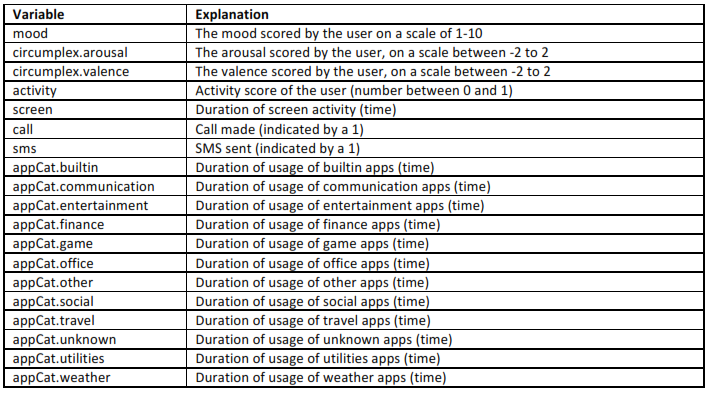 Variable Explanation
mood The mood scored by the user on a scale of 1-10
circumplex.arousal The arousal scored by the user, on a scale between -2 to 2
circumplex.valence The valence scored by the user, on a scale between -2 to 2
activity Activity score of the user (number between 0 and 1)
screen Duration of screen activity (time)
call Call made (indicated by a 1)
sms SMS sent (indicated by a 1)
appCat.builtin Duration of usage of builtin apps (time)
appCat.communication Duration of usage of communication apps (time)
appCat.entertainment Duration of usage of entertainment apps (time)
appCat.finance Duration of usage of finance apps (time)
appCat.game Duration of usage of game apps (time)
appCat.office Duration of usage of office apps (time)
appCat.other Duration of usage of other apps (time)
appCat.social Duration of usage of social apps (time)
appCat.travel Duration of usage of travel apps (time)
appCat.unknown Duration of usage of unknown apps (time)
appCat.utilities Duration of usage of utilities apps (time)
appCat.weather Duration of usage of weather apps (time)